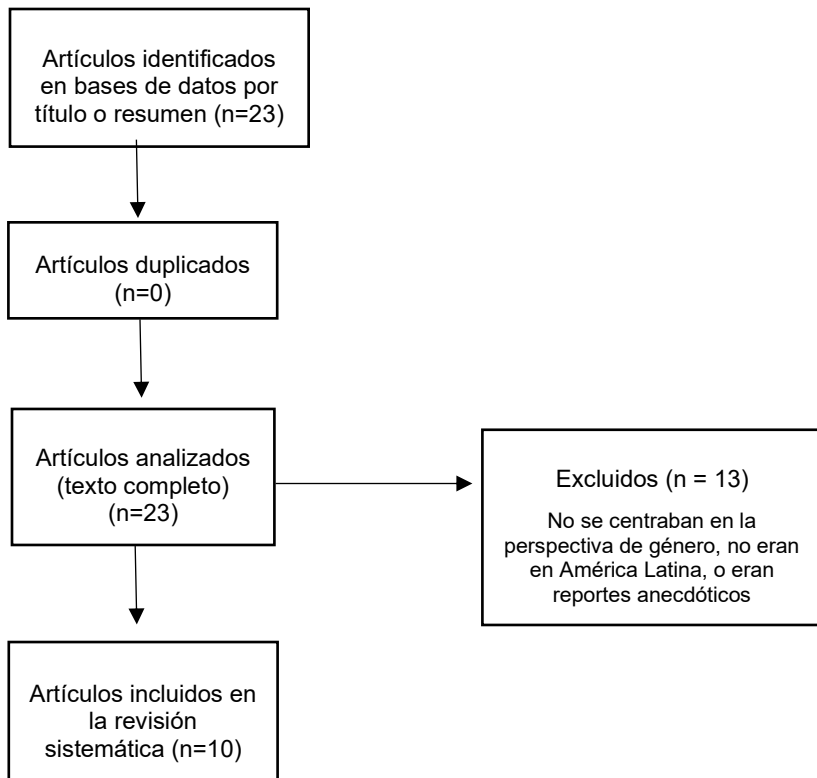 Artículos identificados
en bases de datos por
título o resumen (n=23)
Artículos duplicados
(n=0)
Artículos analizados
(texto completo)
(n=23)
Excluidos (n = 13)
No se centraban en la
perspectiva de género, no eran
en América Latina, o eran
reportes anecdóticos
Artículos incluidos en
la revisión
sistemática (n=10)